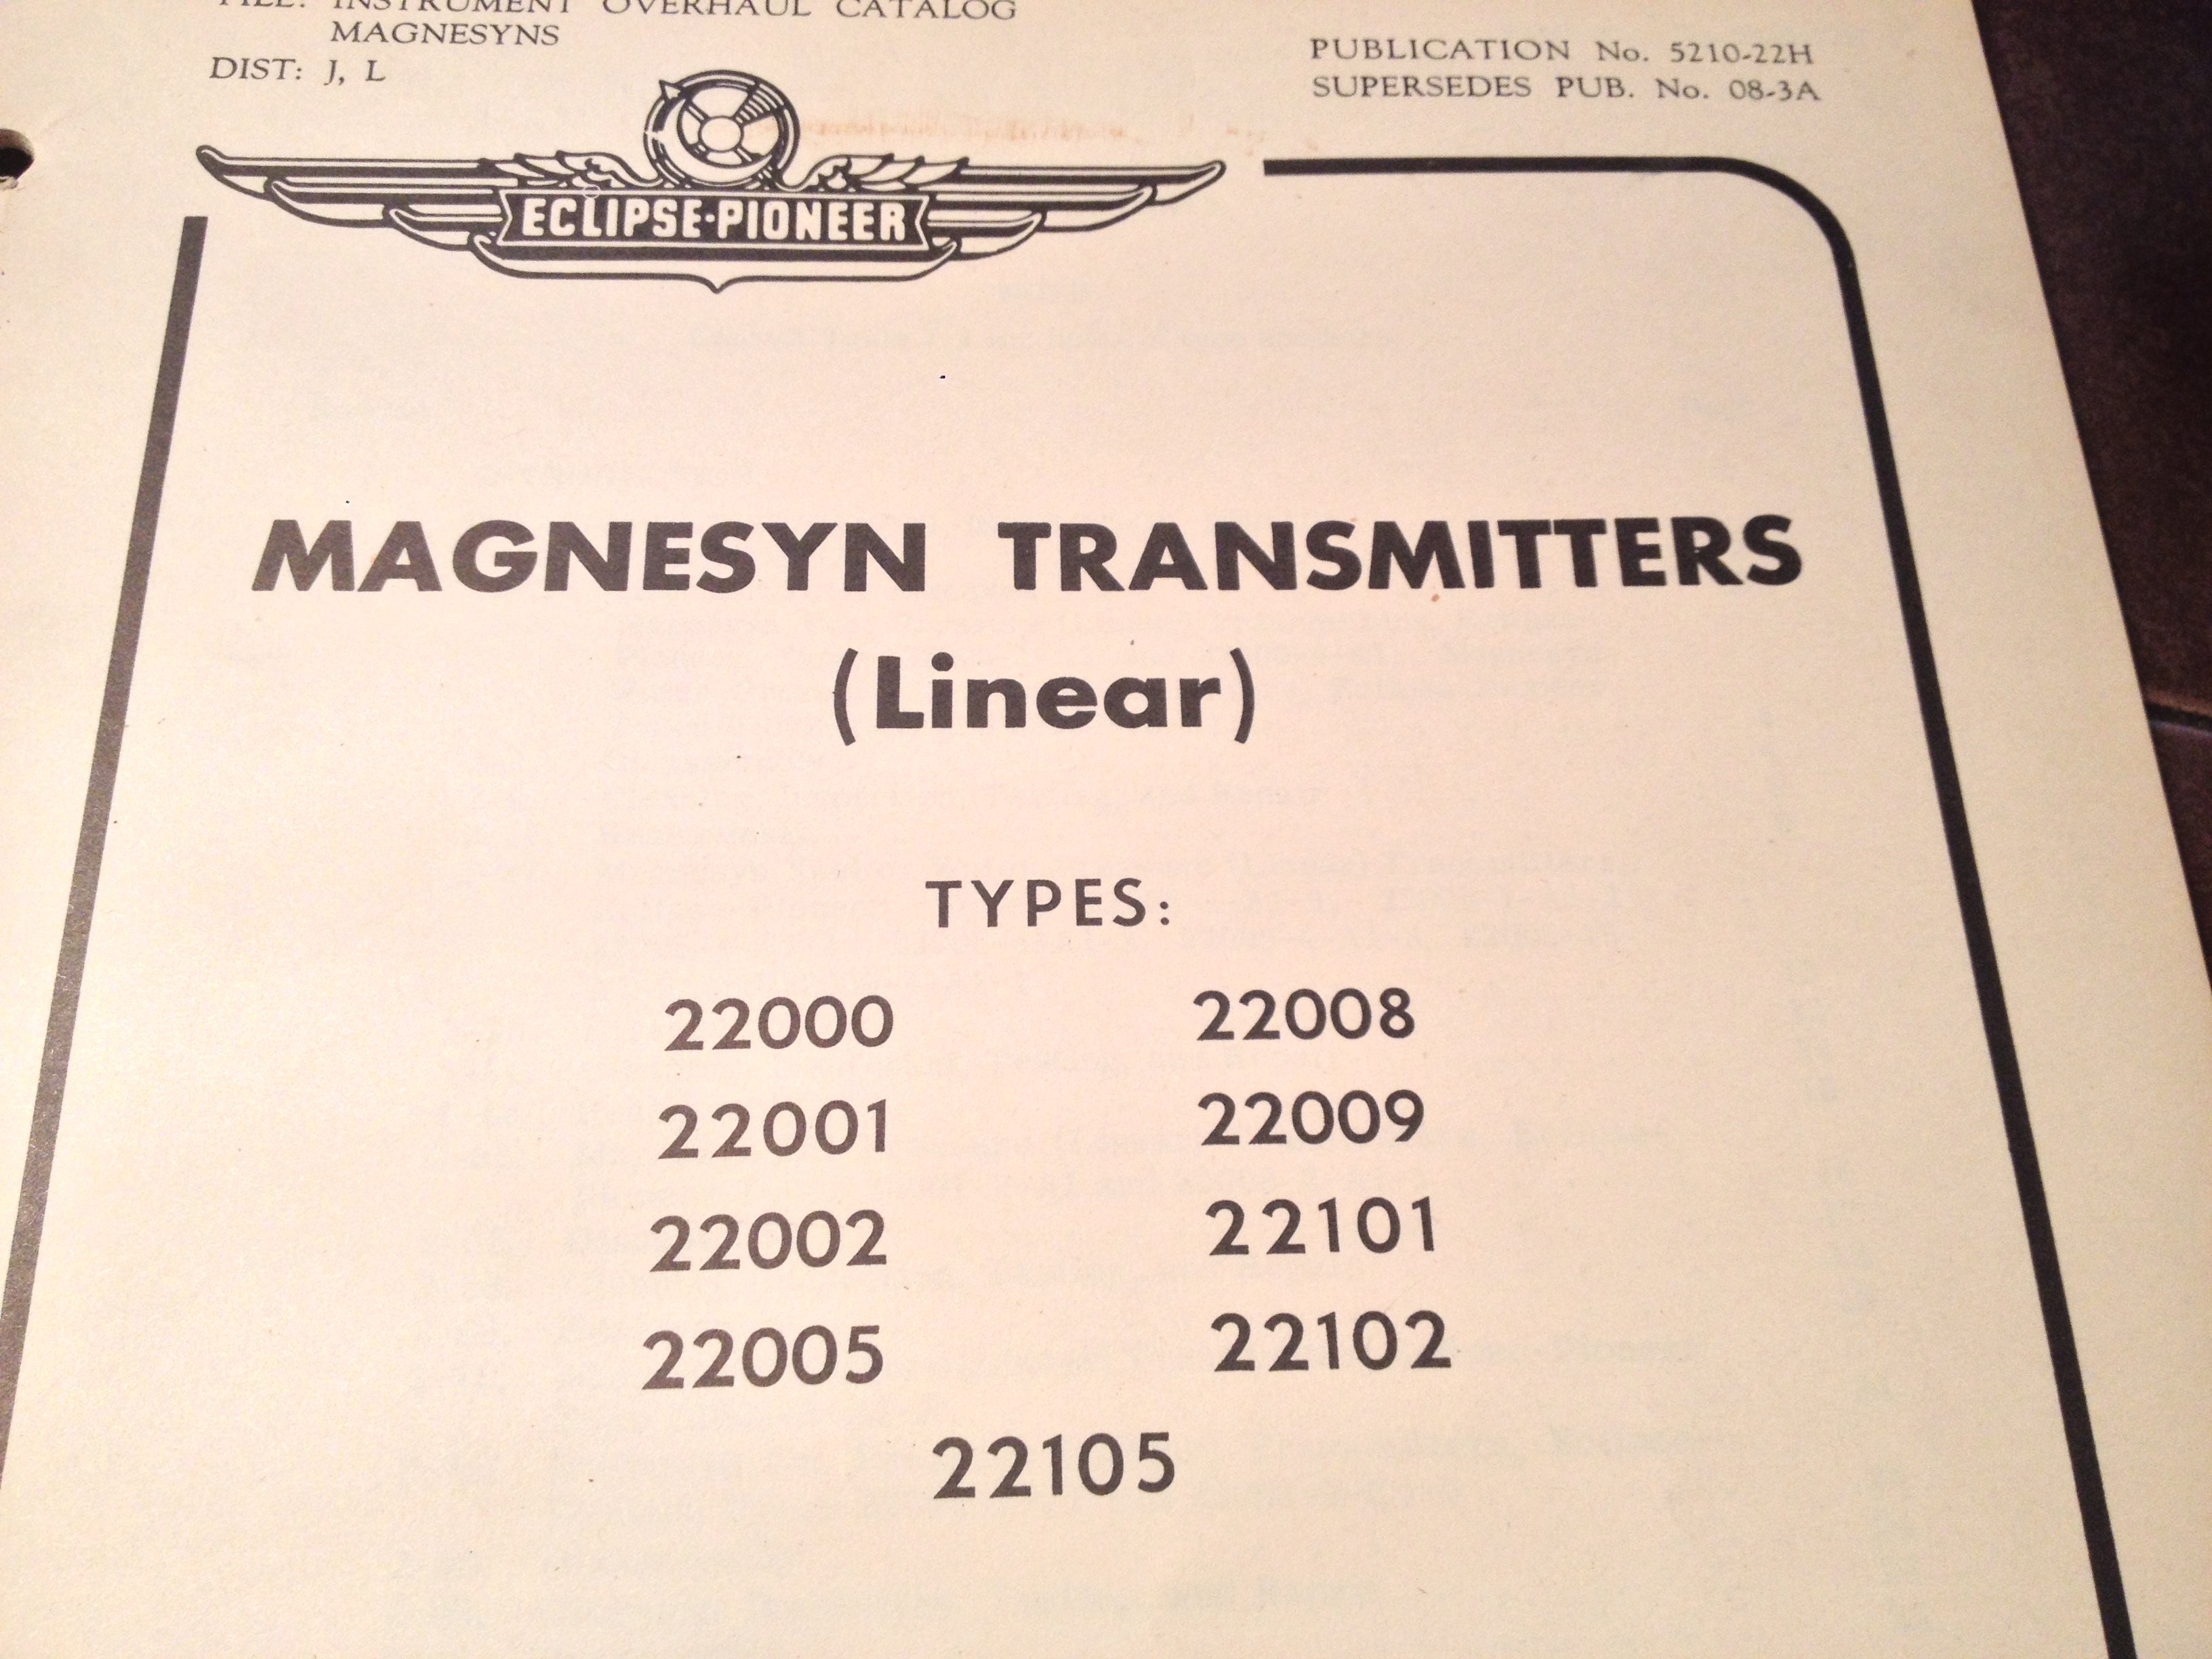 FILE: INSTRUMENT OVERHAUL CATALOG
MAGNESYNS
DIST: J, L
PUBLICATION No. 5210-22H
SUPERSEDES PUB. No. 08-3A
ECLIPSE-PIONEER
MAGNESYN TRANSMITTERS
(Linear)
TYPES:
22000 22008
22001 22009
22002 22101
22005 22102
22105